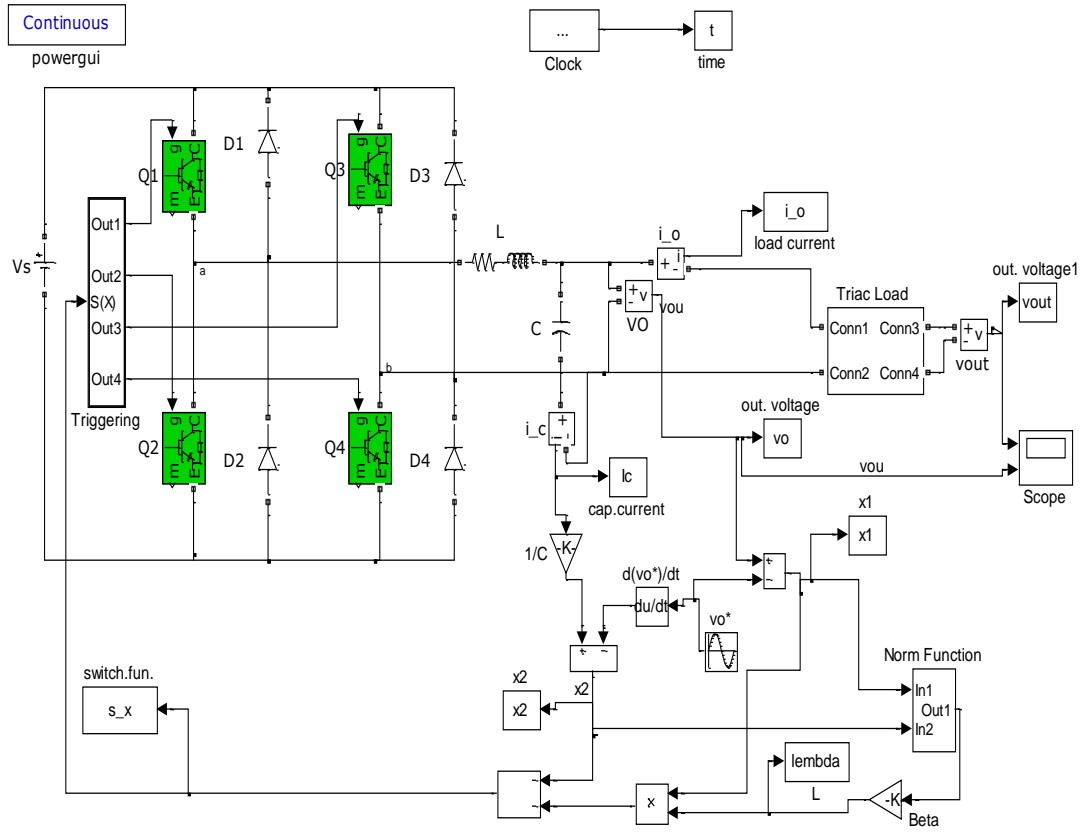 Continuous
powergui
...
Clock
t
time
Vs
+
Out1
Out2
S(X)
Out3
Out4
Triggering
g
C
m
E
Q1
D1
g
C
m
E
Q3
D3
g
C
m
E
Q2
D2
g
C
m
E
Q4
D4
a
b
L
C
i_o
+
-
i
i_o
load current
+
-
v
vou
VO
Triac Load
Conn1
Conn2
Conn3
Conn4
+
-
v
vout
out. voltage1
vout
out. voltage
vo
vou
Scope
i_c
+
-
i
Ic
cap.current
1/C
-K-
d(vo*)/dt
du/dt
vo*
+
-
x1
x1
+
-
x2
x2
x2
Norm Function
In1
In2
Out1
switch.fun.
s_x
-
-
x
lembda
L
-K-
Beta